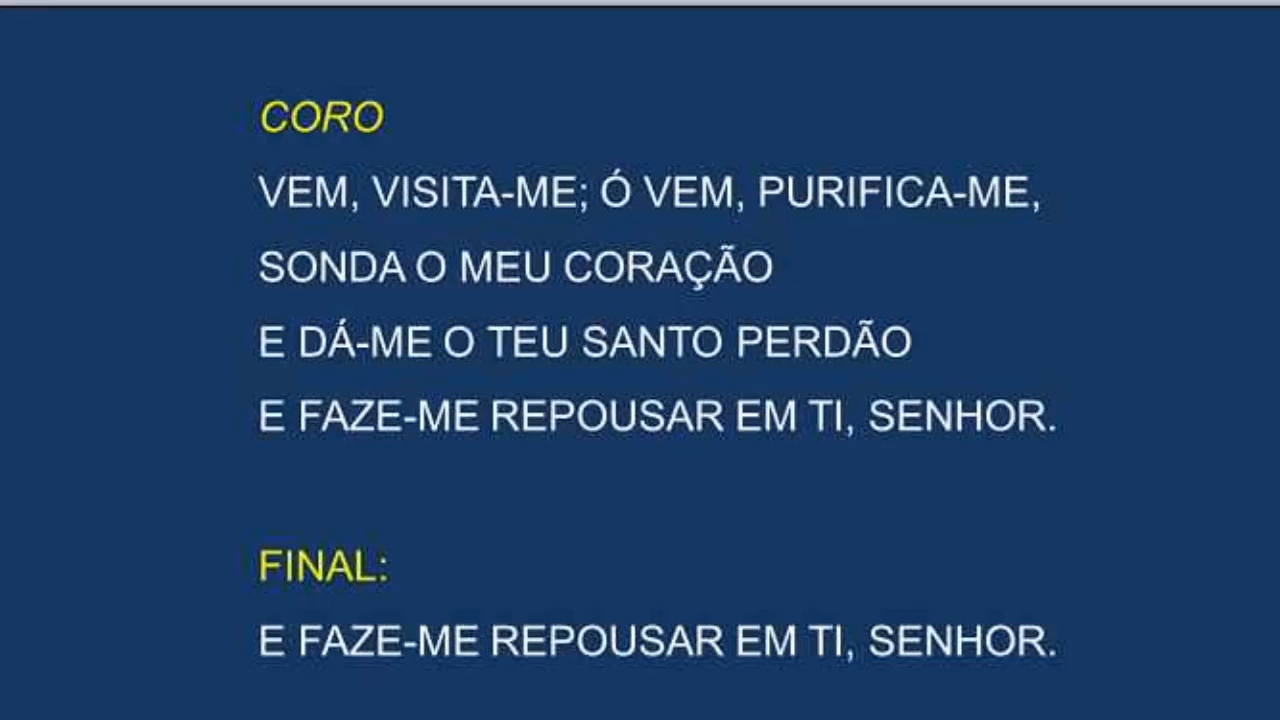 CORO
VEM, VISITA-ME; Ó VEM, PURIFICA-ME,
SONDA O MEU CORAÇÃO
E DÁ-ME O TEU SANTO PERDÃO
E FAZE-ME REPOUSAR EM TI, SENHOR.
FINAL:
E FAZE-ME REPOUSAR EM TI, SENHOR.